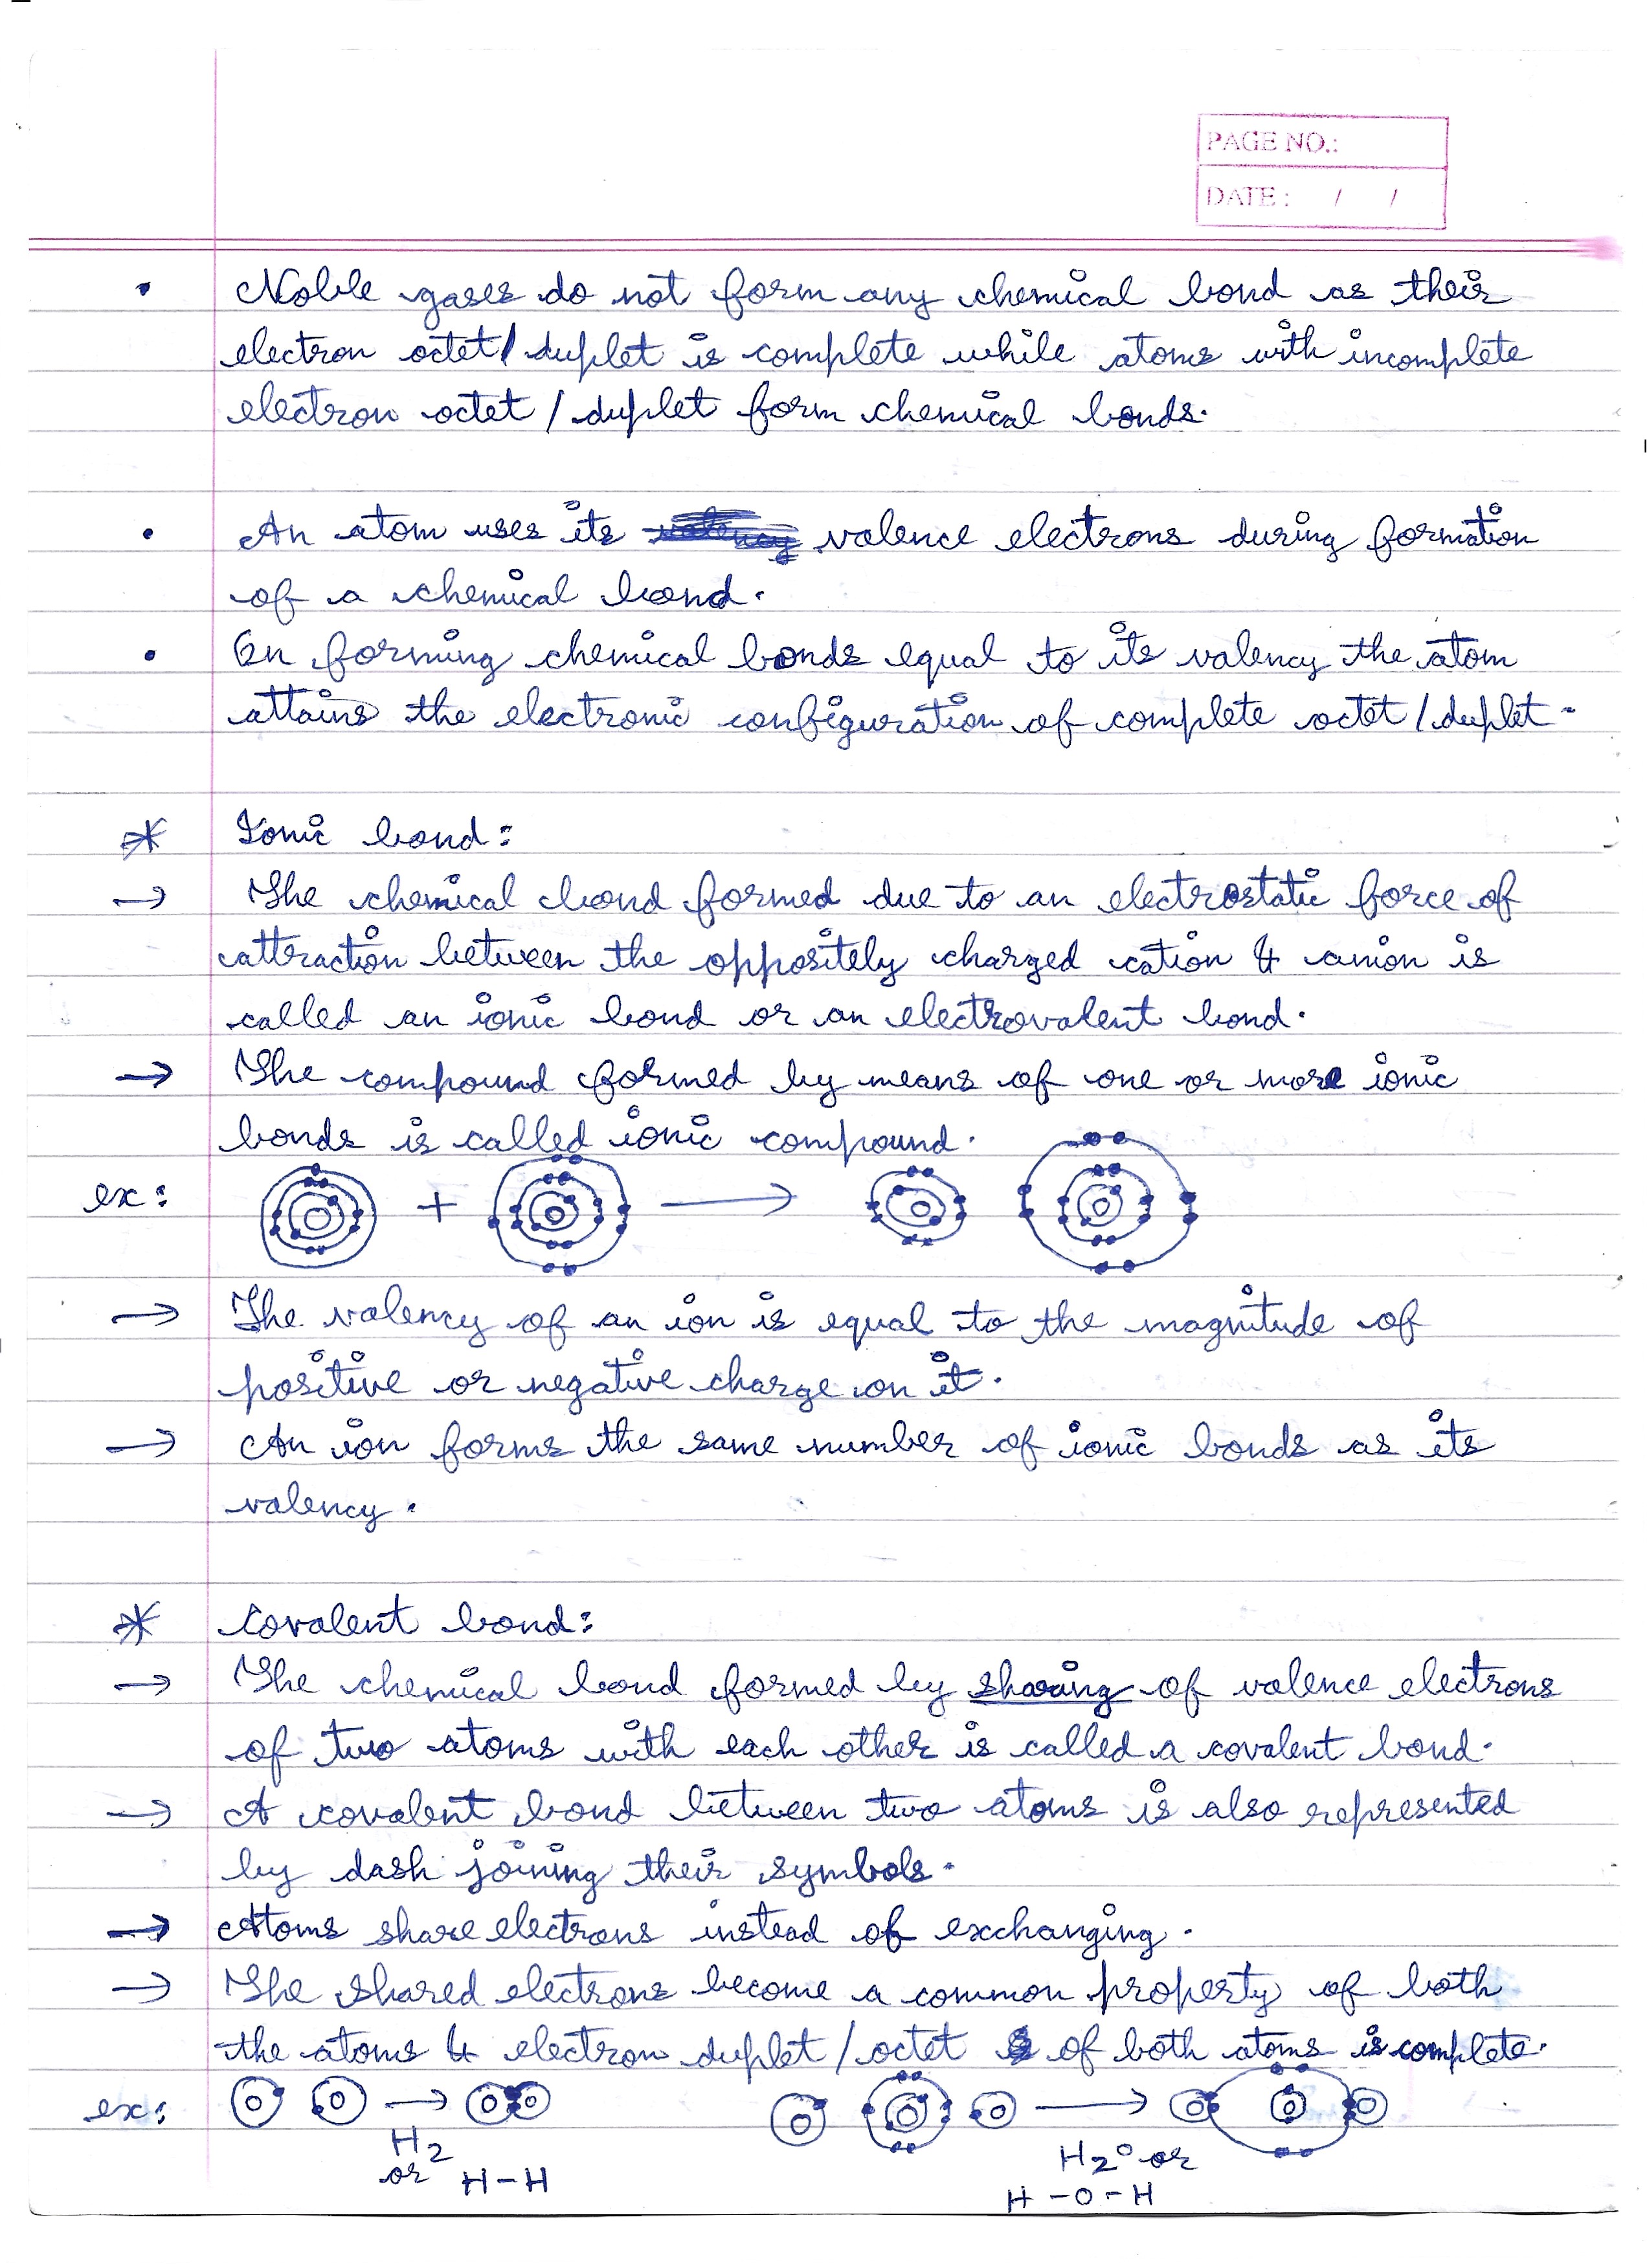 PAGE NO.:
DATE : / /
• Noble gases do not form any chemical bond as their
electron octet/duplet is complete while atoms with incomplete
electron octet / duplet form chemical bonds.
• An atom uses its valence electrons during formation
of a chemical bond.
• On forming chemical bonds equal to its valency the atom
attains the electronic configuration of complete octet / duplet.
* Ionic bond:
→ The chemical bond formed due to an electrostatic force of
attraction between the oppositely charged cation & anion is
called an ionic bond or an electrovalent bond.
→ The compound formed by means of one or more ionic
bonds is called ionic compound.
ex: + →
→ The valency of an ion is equal to the magnitude of
positive or negative charge on it.
→ An ion forms the same number of ionic bonds as its
valency.
* Covalent bond:
→ The chemical bond formed by sharing of valence electrons
of two atoms with each other is called a covalent bond.
→ A covalent bond between two atoms is also represented
by dash joining their symbols.
→ Atoms share electrons instead of exchanging.
→ The shared electrons become a common property of both
the atoms & electron duplet / octet of both atoms is complete.
ex: → →
H₂ or H-H
H₂O or
H-O-H